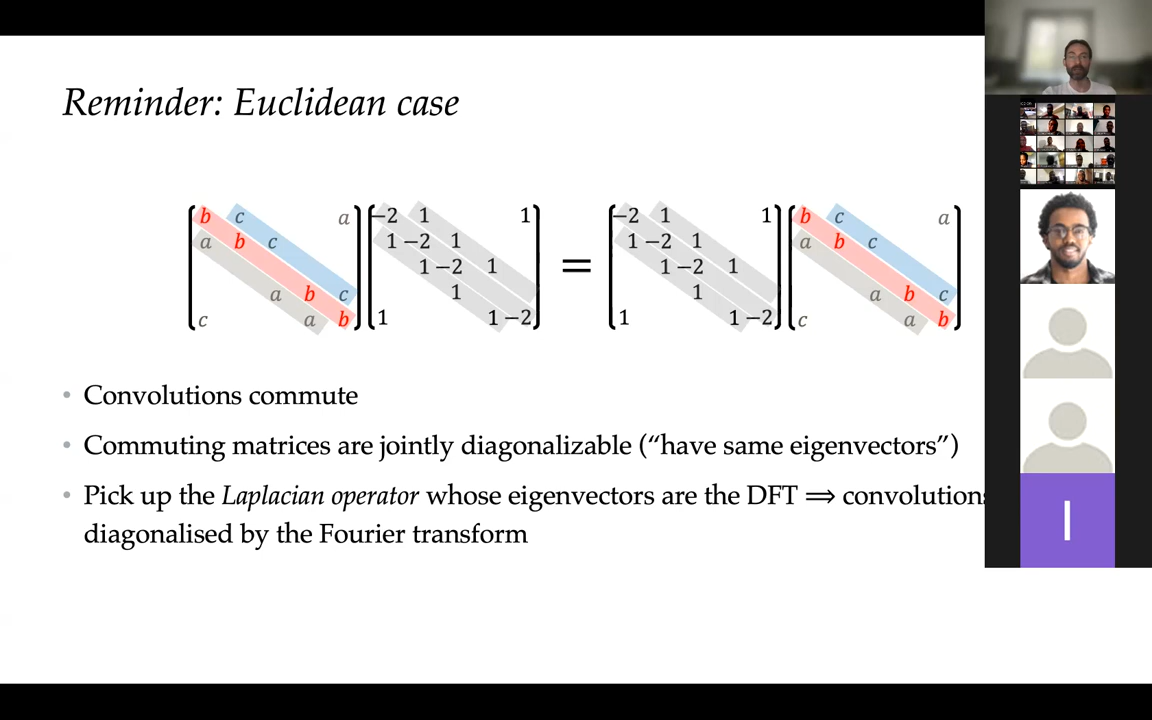 Reminder: Euclidean case
b c a −2 1 1 −2 1 1 b c a
a b c 1 −2 1 1 −2 1 a b c
1 −2 1 = 1 −2 1
a b c 1 1 a b c
c a b 1 1 −2 1 1 −2 c a b
• Convolutions commute
• Commuting matrices are jointly diagonalizable (“have same eigenvectors”)
• Pick up the Laplacian operator whose eigenvectors are the DFT ⟹ convolutions
diagonalised by the Fourier transform
I